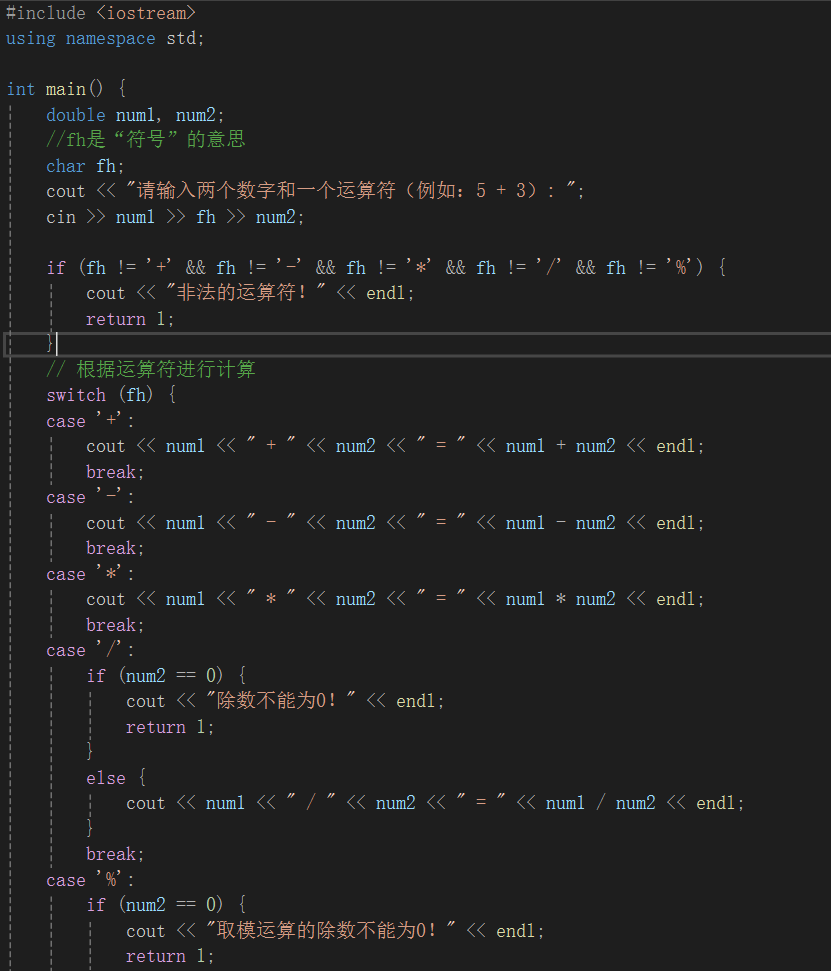 #include <iostream>
using namespace std;
int main() {
double num1, num2;
//fh是“符号”的意思
char fh;
cout << "请输入两个数字和一个运算符（例如：5 + 3）: ";
cin >> num1 >> fh >> num2;
if (fh != '+' && fh != '-' && fh != '*' && fh != '/' && fh != '%') {
cout << "非法的运算符！" << endl;
return 1;
}
// 根据运算符进行计算
switch (fh) {
case '+':
cout << num1 << " + " << num2 << " = " << num1 + num2 << endl;
break;
case '-':
cout << num1 << " - " << num2 << " = " << num1 - num2 << endl;
break;
case '*':
cout << num1 << " * " << num2 << " = " << num1 * num2 << endl;
break;
case '/':
if (num2 == 0) {
cout << "除数不能为0！" << endl;
return 1;
}
else {
cout << num1 << " / " << num2 << " = " << num1 / num2 << endl;
}
break;
case '%':
if (num2 == 0) {
cout << "取模运算的除数不能为0！" << endl;
return 1;